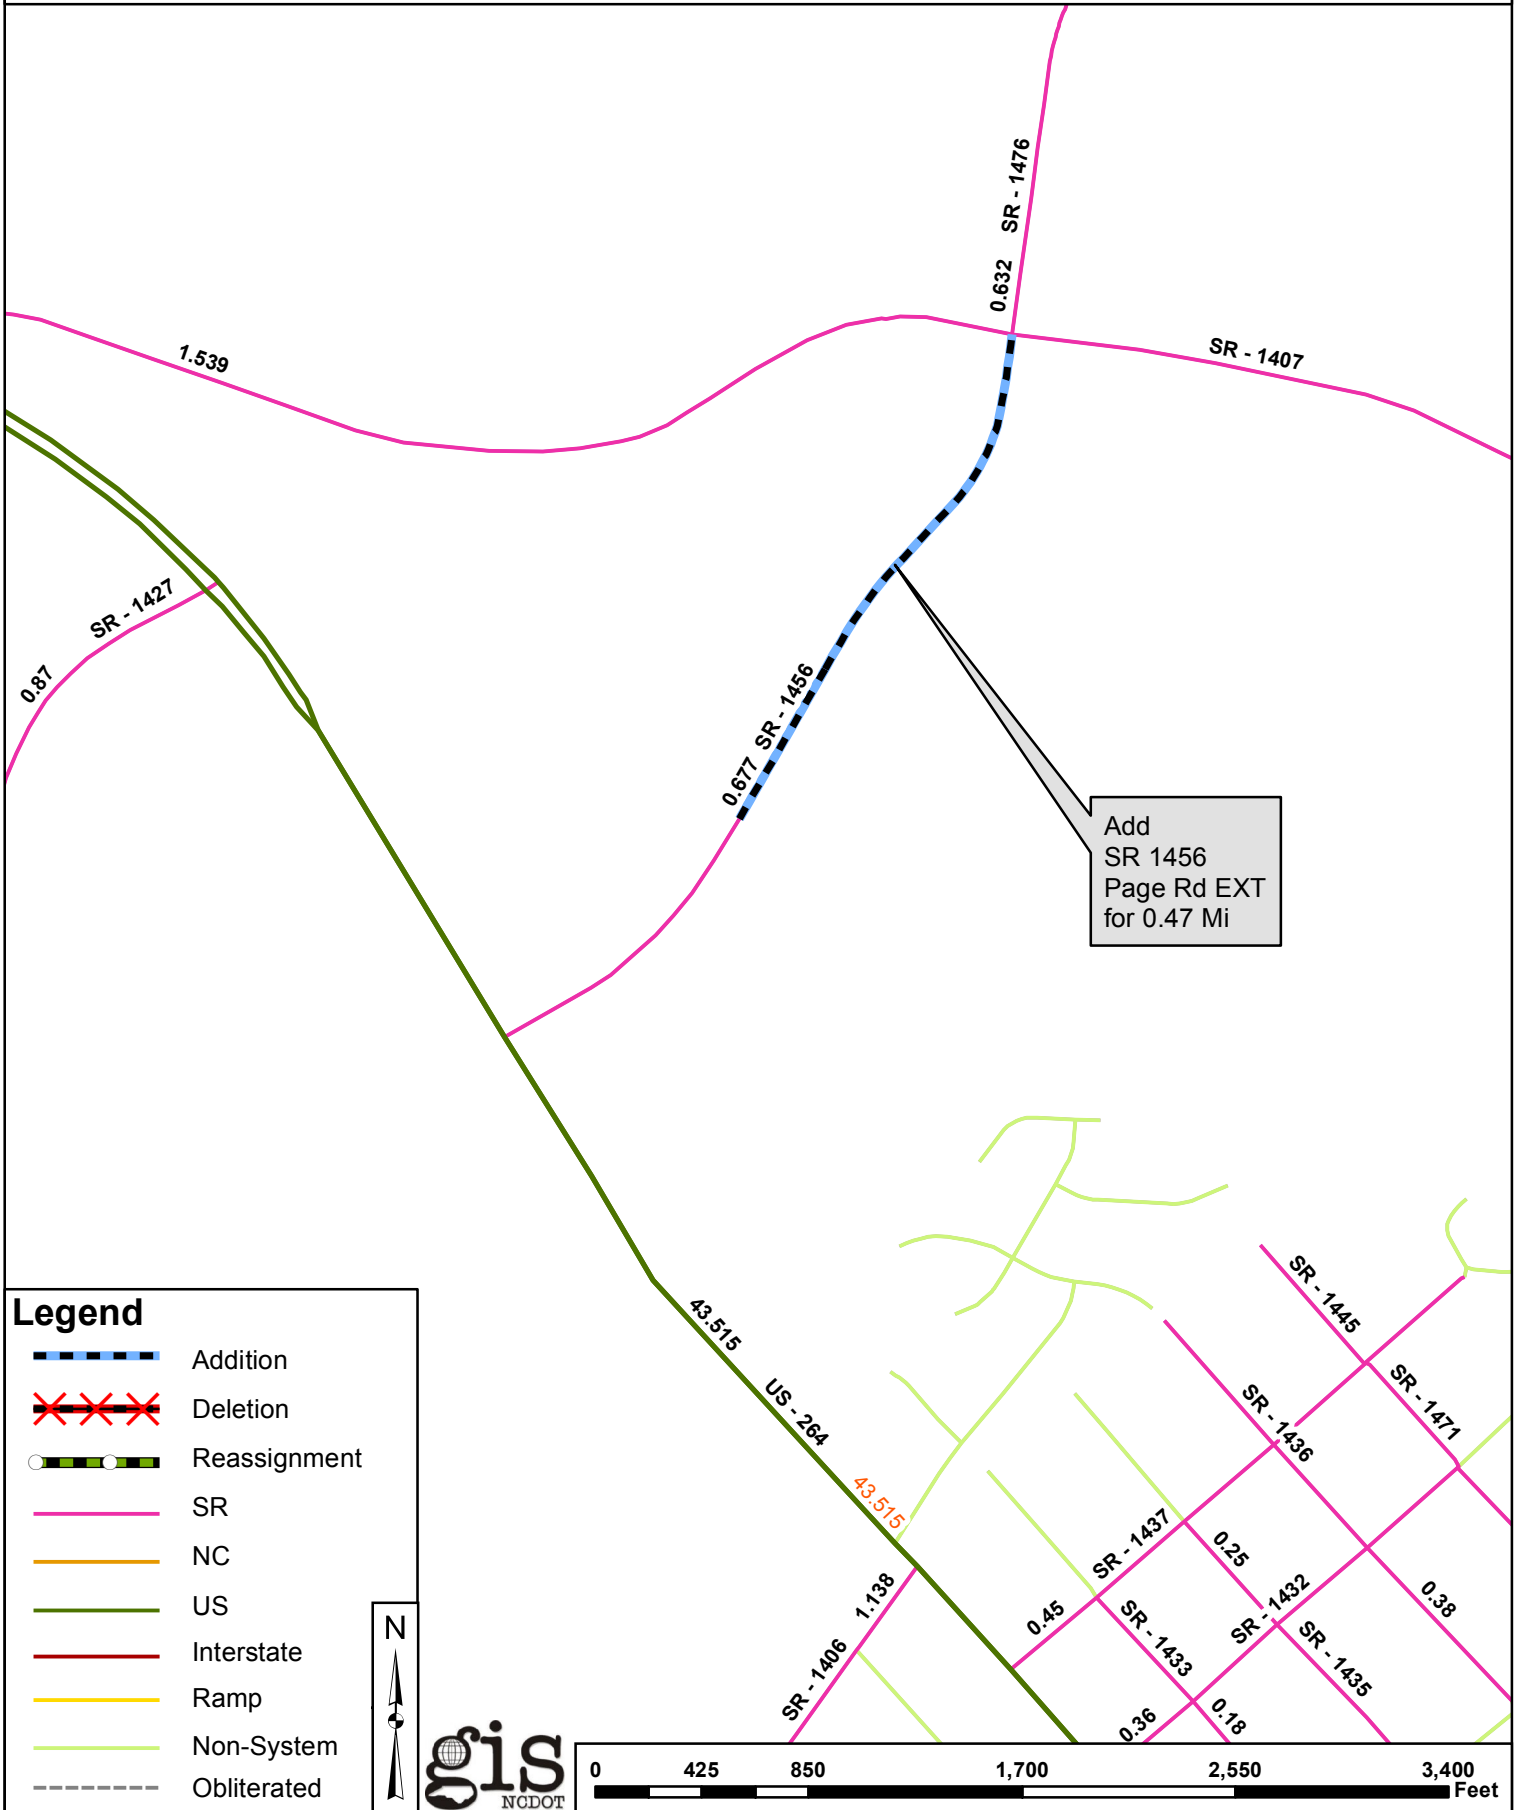 SR - 1476
0.632
1.539
SR - 1407
SR - 1427
0.87
SR - 1456
0.677
Add
SR 1456
Page Rd EXT
for 0.47 Mi
43.515
US - 264
43.515
SR - 1445
SR - 1471
SR - 1436
SR - 1437
0.25
SR - 1432
0.38
0.45
SR - 1433
SR - 1435
1.138
SR - 1406
0.36
0.18
Legend
Addition
Deletion
Reassignment
SR
NC
US
Interstate
Ramp
Non-System
Obliterated
N
gis
NCDOT
0 425 850 1,700 2,550 3,400
Feet